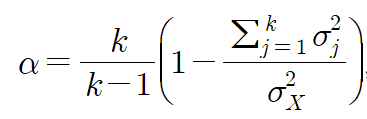 α = k/(k−1) (1 − (∑_{j=1}^{k} σ_j^2)/σ_X^2),